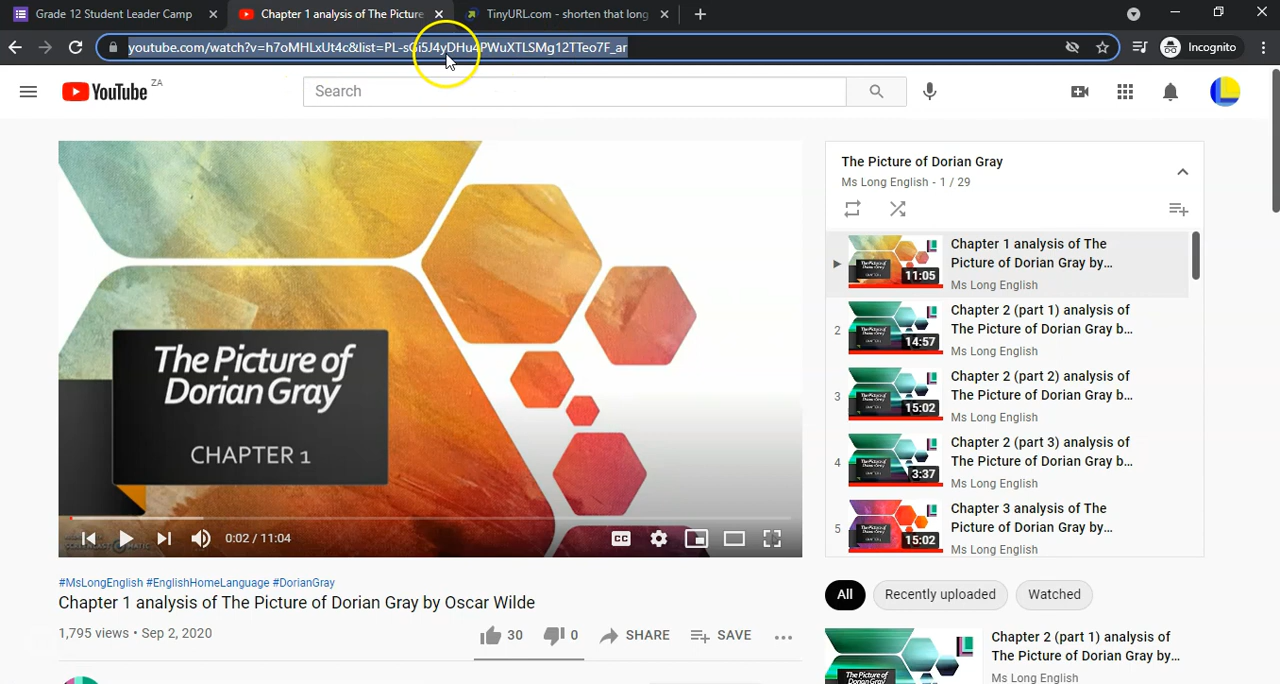 Grade 12 Student Leader Camp
Chapter 1 analysis of The Picture
TinyURL.com - shorten that long
youtube.com/watch?v=h7oMHLxUt4c&list=PL-sGi5J4yDHu4PWuXTLSMg12TTeo7F_ar
Incognito
YouTube ZA
Search
The Picture of
Dorian Gray
CHAPTER 1
0:02 / 11:04
CC
#MsLongEnglish #EnglishHomeLanguage #DorianGray
Chapter 1 analysis of The Picture of Dorian Gray by Oscar Wilde
1,795 views • Sep 2, 2020
30
0
SHARE
SAVE
The Picture of Dorian Gray
Ms Long English - 1 / 29
11:05
Chapter 1 analysis of The
Picture of Dorian Gray by...
Ms Long English
2
14:57
Chapter 2 (part 1) analysis of
The Picture of Dorian Gray b...
Ms Long English
3
15:02
Chapter 2 (part 2) analysis of
The Picture of Dorian Gray b...
Ms Long English
4
3:37
Chapter 2 (part 3) analysis of
The Picture of Dorian Gray b...
Ms Long English
5
15:02
Chapter 3 analysis of The
Picture of Dorian Gray by...
Ms Long English
All
Recently uploaded
Watched
The Picture of
Chapter 2 (part 1) analysis of
The Picture of Dorian Gray by...
Ms Long English